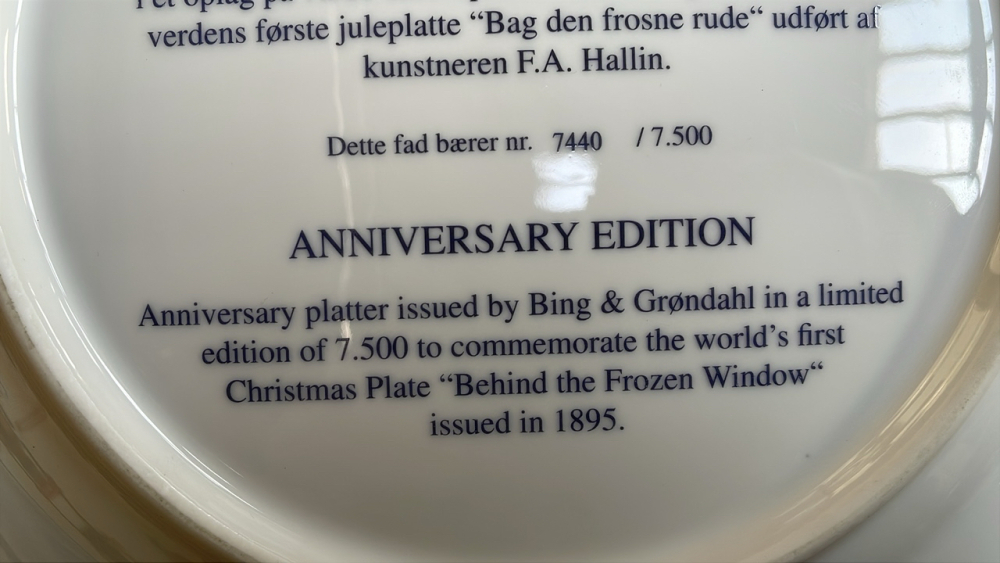 verdens første juleplatte “Bag den frosne rude“ udført af
kunstneren F.A. Hallin.
Dette fad bærer nr. 7440 / 7.500
ANNIVERSARY EDITION
Anniversary platter issued by Bing & Grøndahl in a limited
edition of 7.500 to commemorate the world’s first
Christmas Plate “Behind the Frozen Window“
issued in 1895.